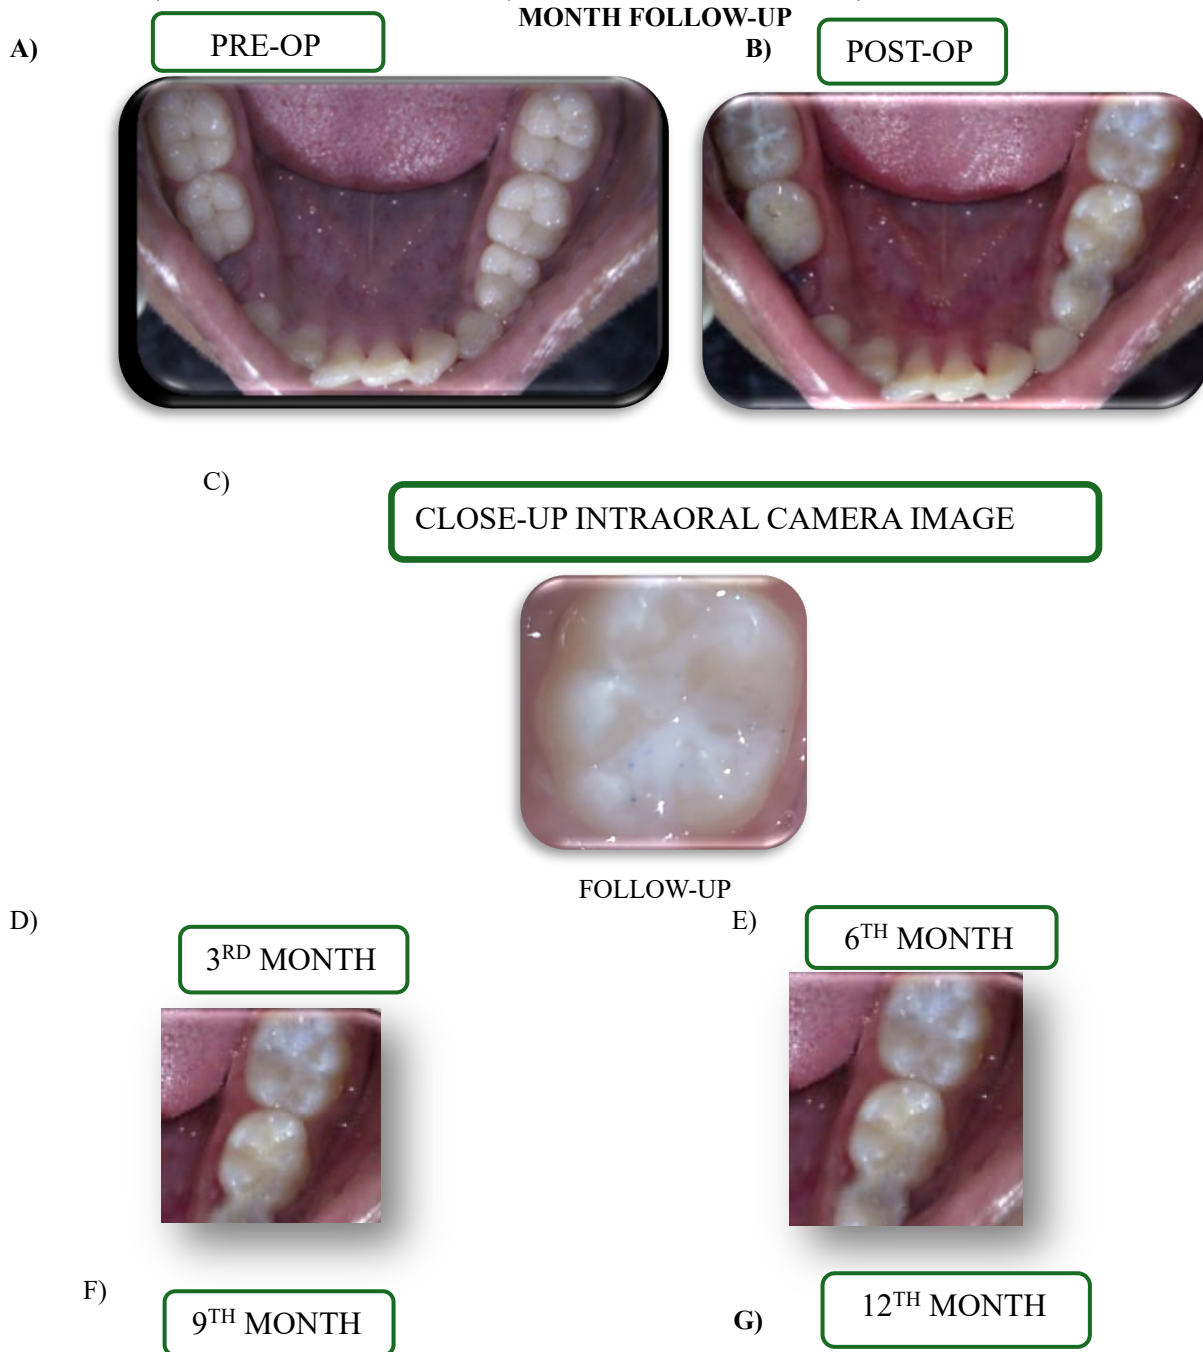 MONTH FOLLOW-UP
A)
PRE-OP
B)
POST-OP
C)
CLOSE-UP INTRAORAL CAMERA IMAGE
FOLLOW-UP
D)
3RD MONTH
E)
6TH MONTH
F)
9TH MONTH
G)
12TH MONTH